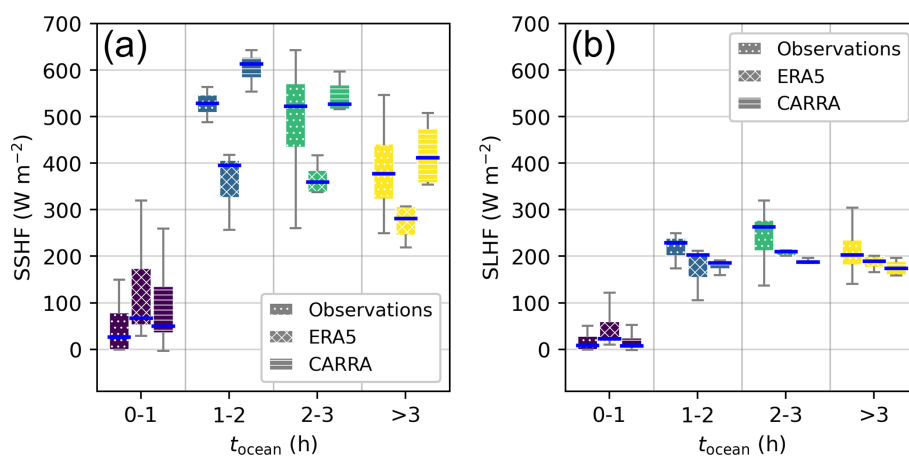 (a)
SSHF (W m⁻²)
700
600
500
400
300
200
100
0
0-1
1-2
2-3
>3
t_ocean (h)
Observations
ERA5
CARRA
(b)
SLHF (W m⁻²)
700
600
500
400
300
200
100
0
0-1
1-2
2-3
>3
t_ocean (h)
Observations
ERA5
CARRA